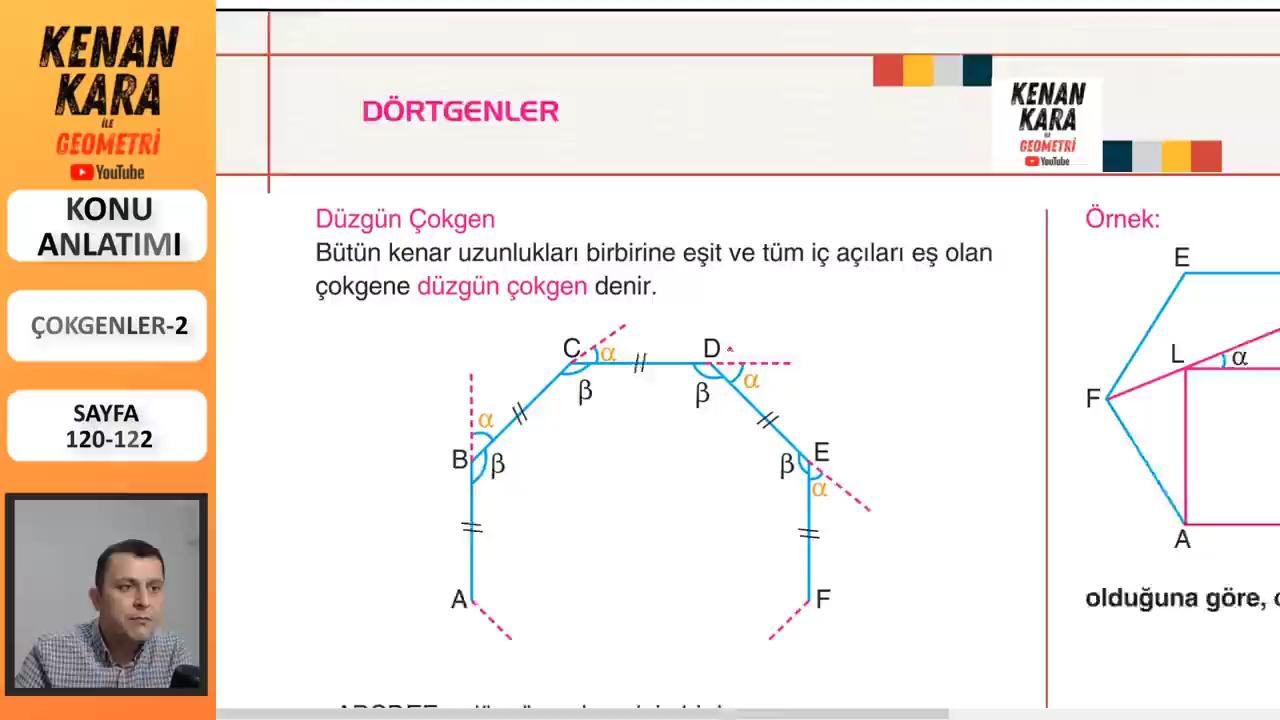 KENAN
KARA
İLE
GEOMETRİ
YouTube
KONU
ANLATIMI
ÇOKGENLER-2
SAYFA
120-122
DÖRTGENLER
KENAN
KARA
İLE
GEOMETRİ
YouTube
Düzgün Çokgen
Bütün kenar uzunlukları birbirine eşit ve tüm iç açıları eş olan
çokgene düzgün çokgen denir.
C α D
β β α
α
B β β E
α
A F
Örnek:
E
L α
F
A
olduğuna göre,